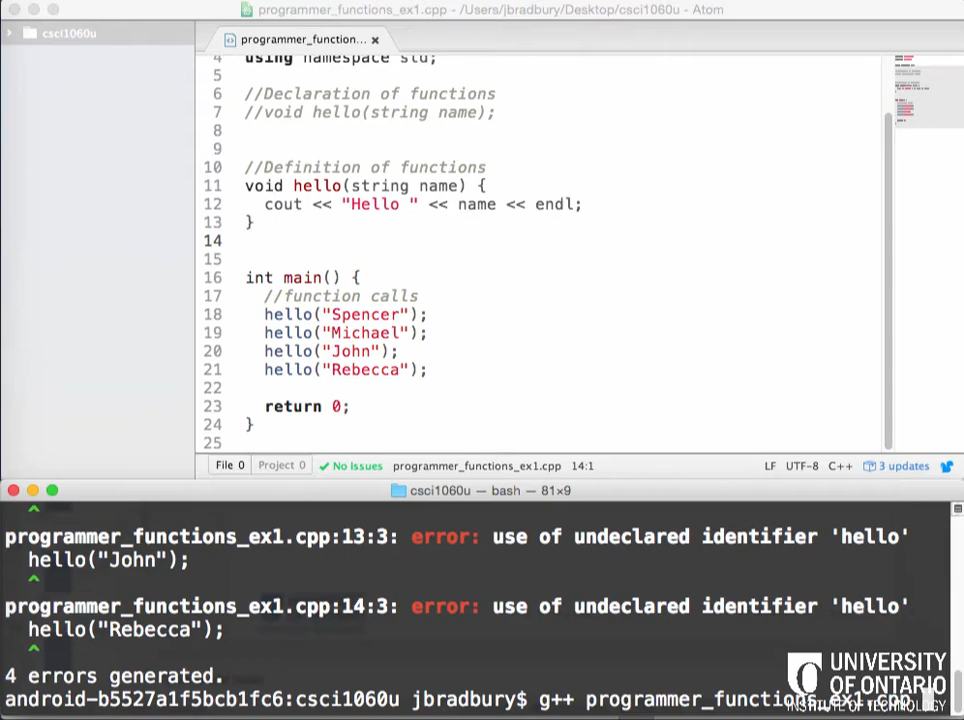 programmer_functions_ex1.cpp - /Users/jbradbury/Desktop/csci1060u - Atom
csci1060u
programmer_function...
4 using namespace std;
5
6 //Declaration of functions
7 //void hello(string name);
8
9
10 //Definition of functions
11 void hello(string name) {
12 cout << "Hello " << name << endl;
13 }
14
15
16 int main() {
17 //function calls
18 hello("Spencer");
19 hello("Michael");
20 hello("John");
21 hello("Rebecca");
22
23 return 0;
24 }
25
File 0 Project 0 No Issues programmer_functions_ex1.cpp 14:1 LF UTF-8 C++ 3 updates
csci1060u — bash — 81×9
^
programmer_functions_ex1.cpp:13:3: error: use of undeclared identifier 'hello'
hello("John");
^
programmer_functions_ex1.cpp:14:3: error: use of undeclared identifier 'hello'
hello("Rebecca");
^
4 errors generated.
android-b5527a1f5bcb1fc6:csci1060u jbradbury$ g++ programmer_functions_ex1.cpp
UNIVERSITY
OF ONTARIO
INSTITUTE OF TECHNOLOGY